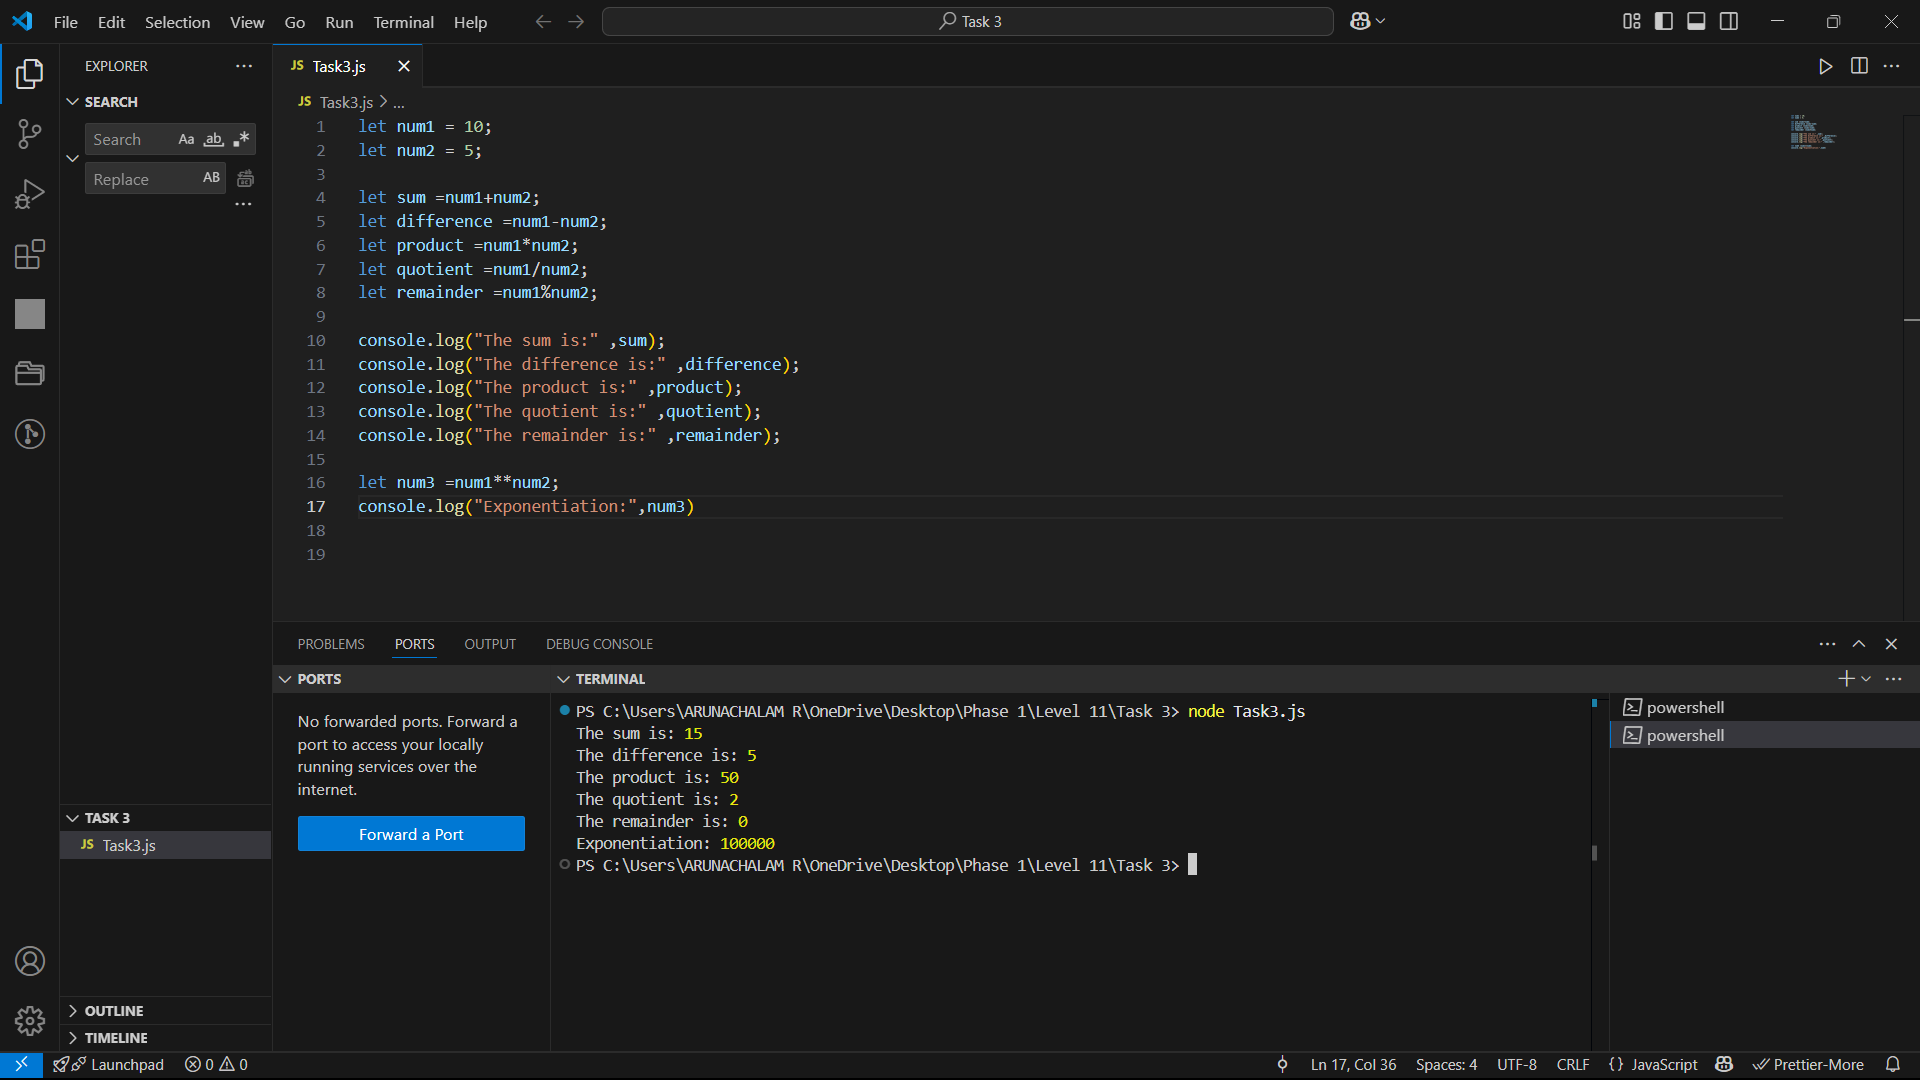 File Edit Selection View Go Run Terminal Help
Task 3
EXPLORER
SEARCH
Search Aa ab
Replace AB
JS Task3.js
JS Task3.js > ...
1 let num1 = 10;
2 let num2 = 5;
3
4 let sum =num1+num2;
5 let difference =num1-num2;
6 let product =num1*num2;
7 let quotient =num1/num2;
8 let remainder =num1%num2;
9
10 console.log("The sum is:" ,sum);
11 console.log("The difference is:" ,difference);
12 console.log("The product is:" ,product);
13 console.log("The quotient is:" ,quotient);
14 console.log("The remainder is:" ,remainder);
15
16 let num3 =num1**num2;
17 console.log("Exponentiation:",num3)
18
19
TASK 3
JS Task3.js
OUTLINE
TIMELINE
PROBLEMS PORTS OUTPUT DEBUG CONSOLE
PORTS
No forwarded ports. Forward a
port to access your locally
running services over the
internet.
Forward a Port
TERMINAL
PS C:\Users\ARUNACHALAM R\OneDrive\Desktop\Phase 1\Level 11\Task 3> node Task3.js
The sum is: 15
The difference is: 5
The product is: 50
The quotient is: 2
The remainder is: 0
Exponentiation: 100000
PS C:\Users\ARUNACHALAM R\OneDrive\Desktop\Phase 1\Level 11\Task 3>
powershell
powershell
Launchpad 0 0 Ln 17, Col 36 Spaces: 4 UTF-8 CRLF {} JavaScript Prettier-More